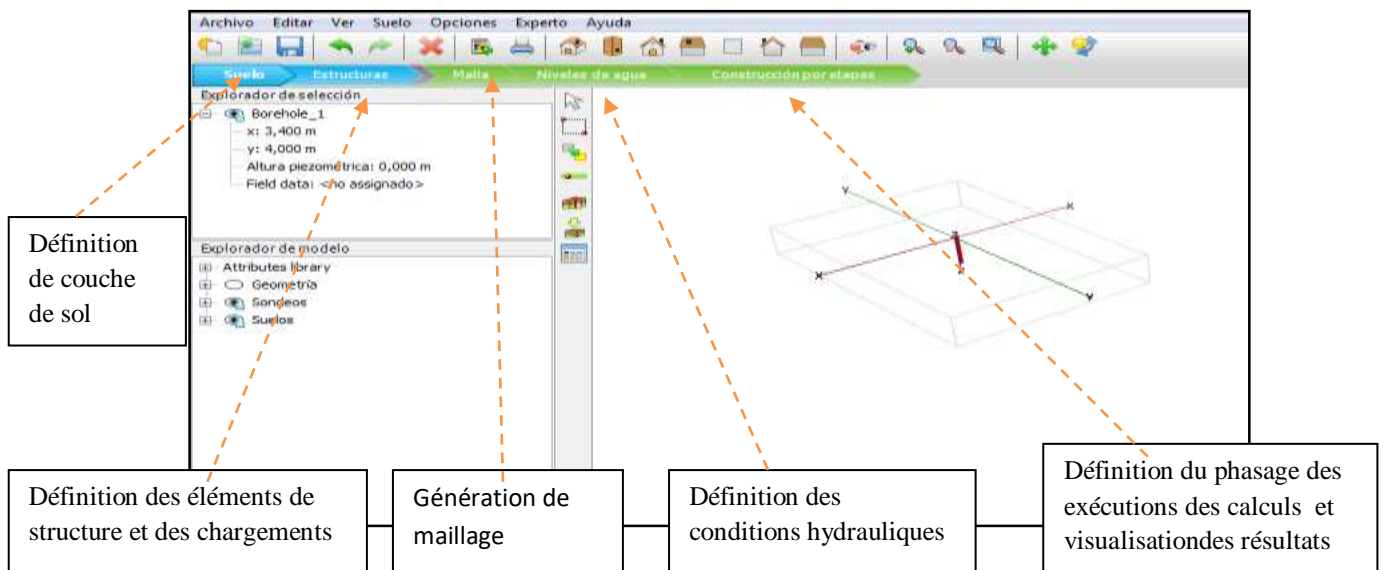 Archivo Editar Ver Suelo Opciones Experto Ayuda
Suelo Estructuras Malla Niveles de agua Construcción por etapas
Explorador de selección
Borehole_1
x: 3,400 m
y: 4,000 m
Altura piezométrica: 0,000 m
Field data: <no assignado>
Explorador de modelo
Attributes library
Geometría
Sondeos
Suelos
Y
X
Z
X
Y
Définition
de couche
de sol
Définition des éléments de
structure et des chargements
Génération de
maillage
Définition des
conditions hydrauliques
Définition du phasage des
exécutions des calculs et
visualisationdes résultats